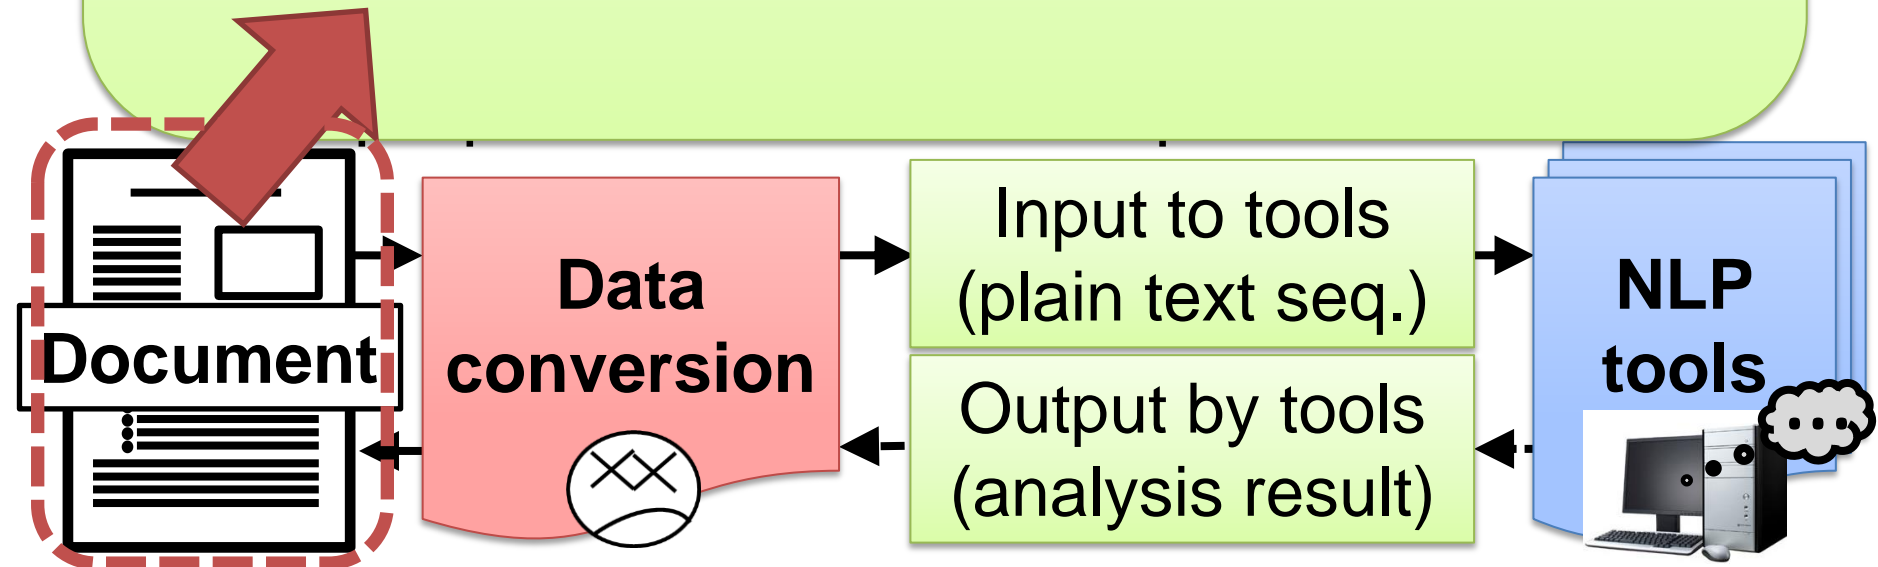 Document
Data
conversion
Input to tools
(plain text seq.)
Output by tools
(analysis result)
NLP
tools
...